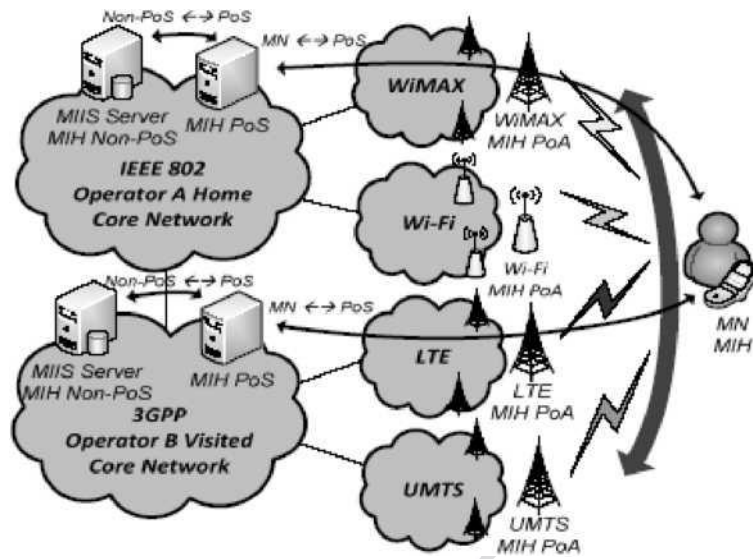 Non-PoS ←→ PoS
MN ←→ PoS
MIIS Server
MIH Non-PoS
MIH PoS
IEEE 802
Operator A Home
Core Network
WiMAX
WiMAX
MIH PoA
Wi-Fi
Wi-Fi
MIH PoA
Non-PoS ←→ PoS
MN ←→ PoS
MIIS Server
MIH Non-PoS
MIH PoS
3GPP
Operator B Visited
Core Network
LTE
LTE
MIH PoA
UMTS
UMTS
MIH PoA
MN
MIH